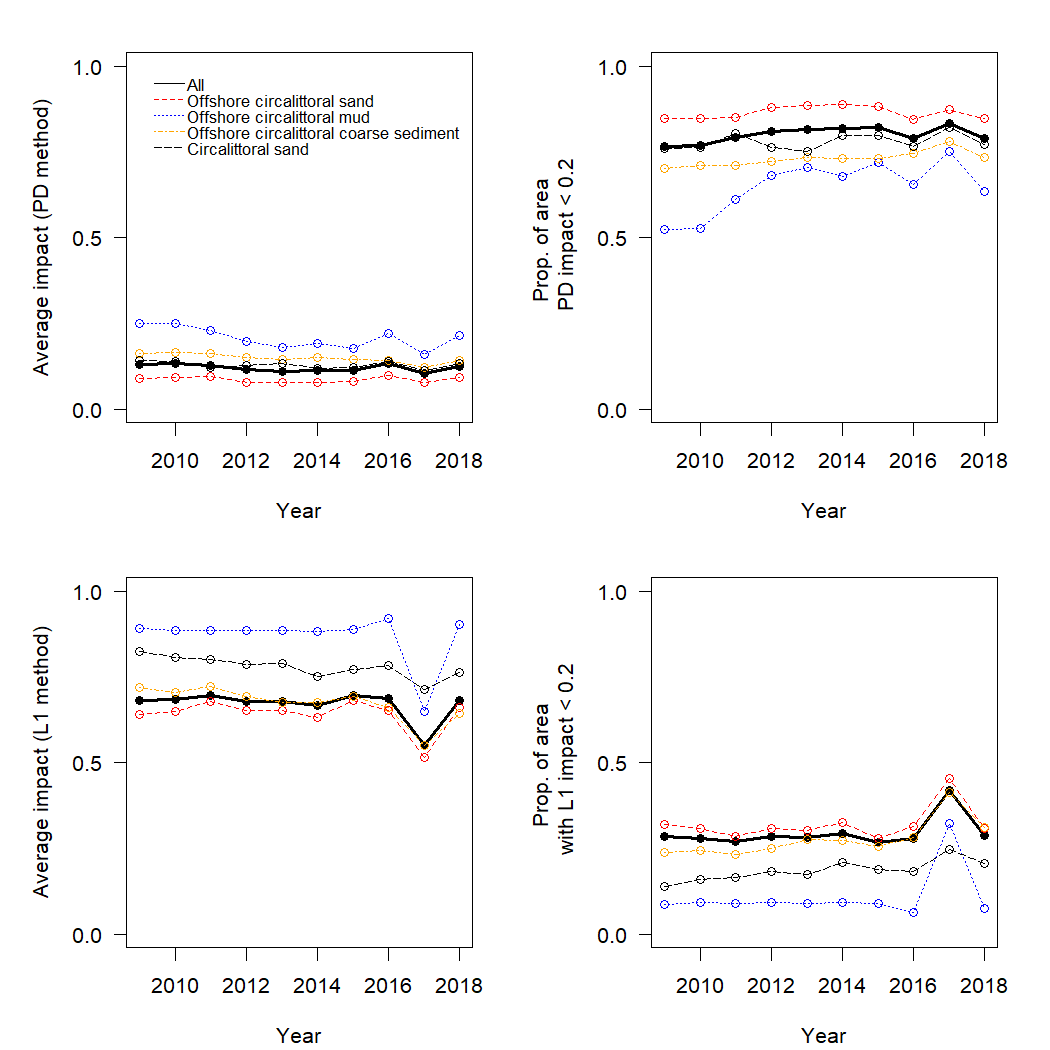 Average impact (PD method)
1.0
0.5
0.0
All
Offshore circalittoral sand
Offshore circalittoral mud
Offshore circalittoral coarse sediment
Circalittoral sand
2010 2012 2014 2016 2018
Year
Prop. of area
PD impact < 0.2
1.0
0.5
0.0
2010 2012 2014 2016 2018
Year
Average impact (L1 method)
1.0
0.5
0.0
2010 2012 2014 2016 2018
Year
Prop. of area
with L1 impact < 0.2
1.0
0.5
0.0
2010 2012 2014 2016 2018
Year